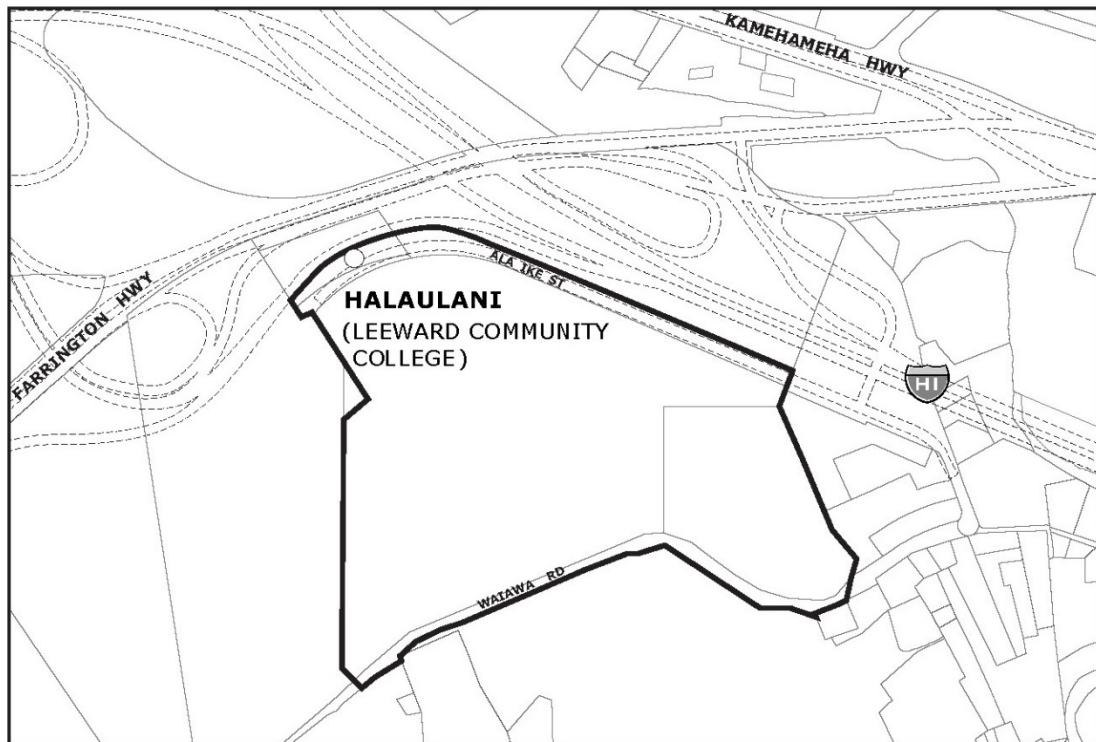 KAMEHAMEHA HWY
FARRINGTON HWY
ALA IKE ST
HALAULANI
(LEEWARD COMMUNITY
COLLEGE)
H1
WAIAWA RD